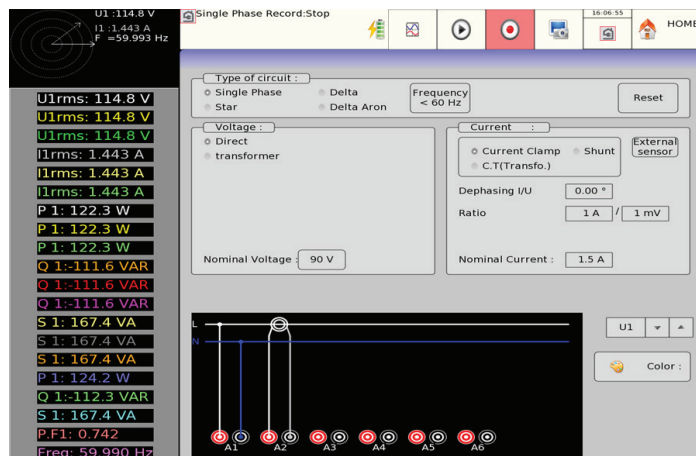 U1 :114.8 V
I1 :1.443 A
F =59.993 Hz
Single Phase Record:Stop
16:06:55
HOME
U1rms: 114.8 V
U1rms: 114.8 V
U1rms: 114.8 V
I1rms: 1.443 A
I1rms: 1.443 A
I1rms: 1.443 A
P 1: 122.3 W
P 1: 122.3 W
P 1: 122.3 W
Q 1:-111.6 VAR
Q 1:-111.6 VAR
Q 1:-111.6 VAR
S 1: 167.4 VA
S 1: 167.4 VA
S 1: 167.4 VA
P 1: 124.2 W
Q 1:-112.3 VAR
S 1: 167.4 VA
P.F1: 0.742
Freq: 59.990 Hz
Type of circuit :
Single Phase
Delta
Star
Delta Aron
Frequency
< 60 Hz
Reset
Voltage :
Direct
transformer
Nominal Voltage : 90 V
Current :
Current Clamp
Shunt
C.T(Transfo.)
External
sensor
Dephasing I/U 0.00 °
Ratio 1 A / 1 mV
Nominal Current : 1.5 A
L
N
A1 A2 A3 A4 A5 A6
U1
Color :